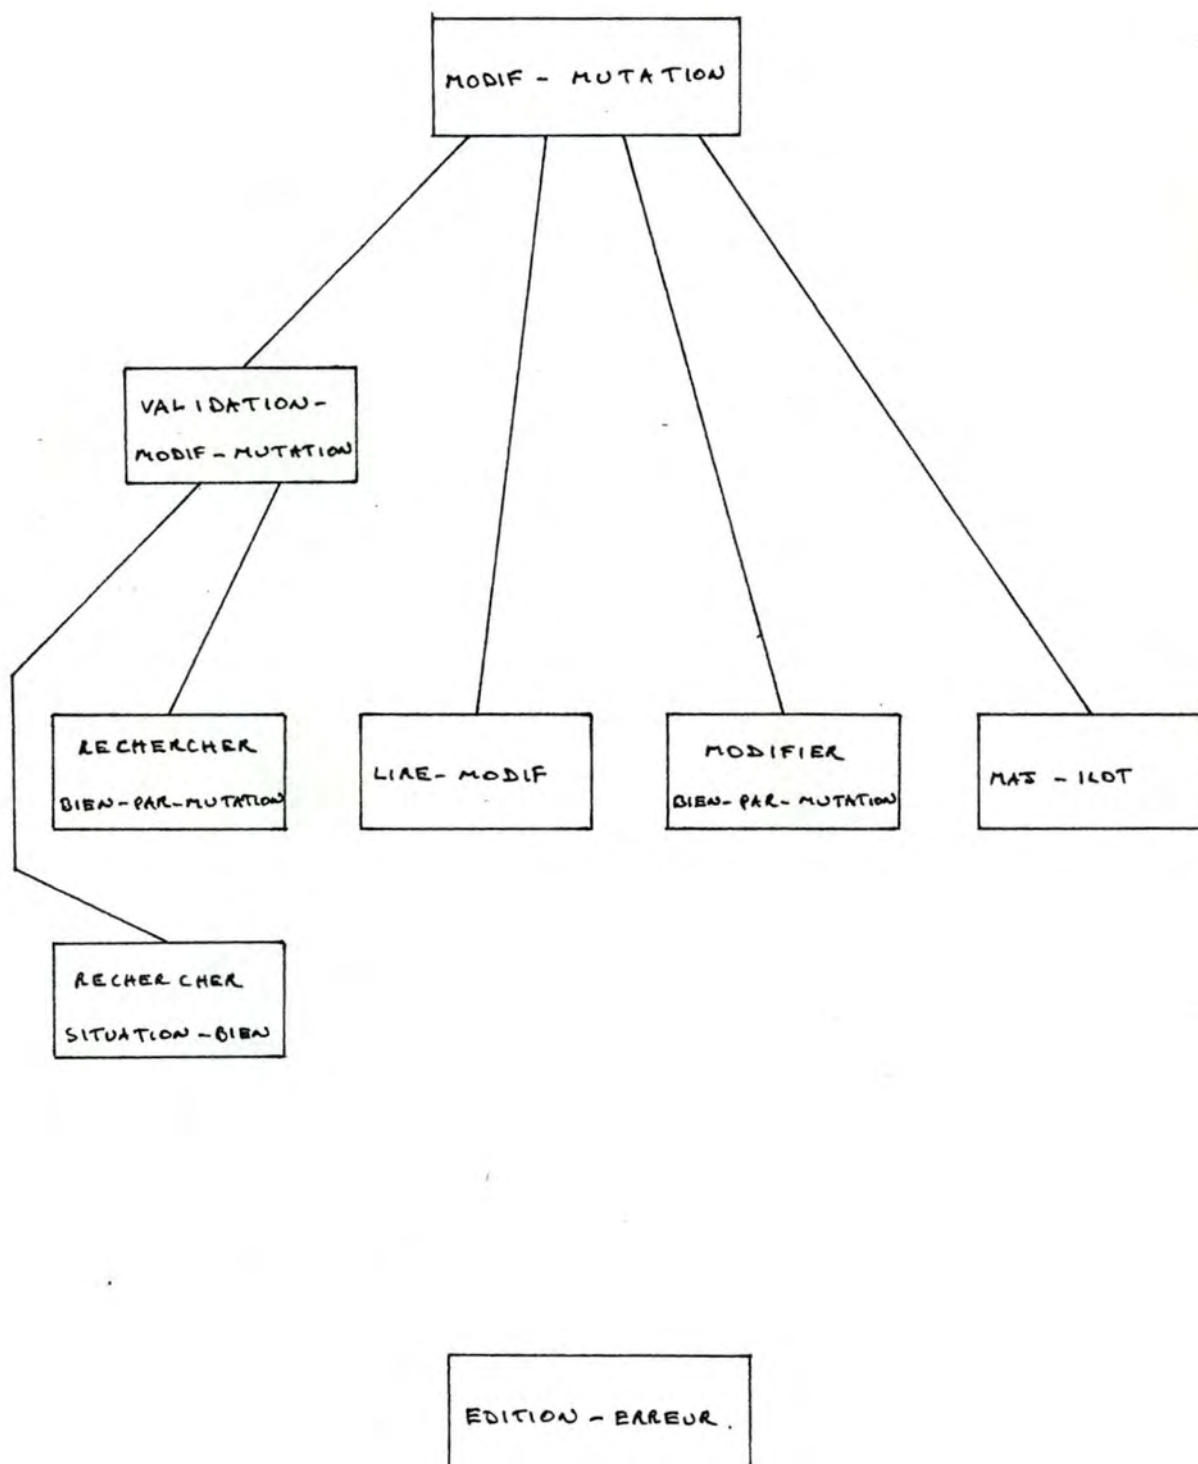 MODIF - MUTATION
VALIDATION-
MODIF-MUTATION
RECHERCHER
BIEN-PAR-MUTATION
LIRE-MODIF
MODIFIER
BIEN-PAR-MUTATION
MAJ-ILOT
RECHERCHER
SITUATION-BIEN
EDITION-ERREUR.